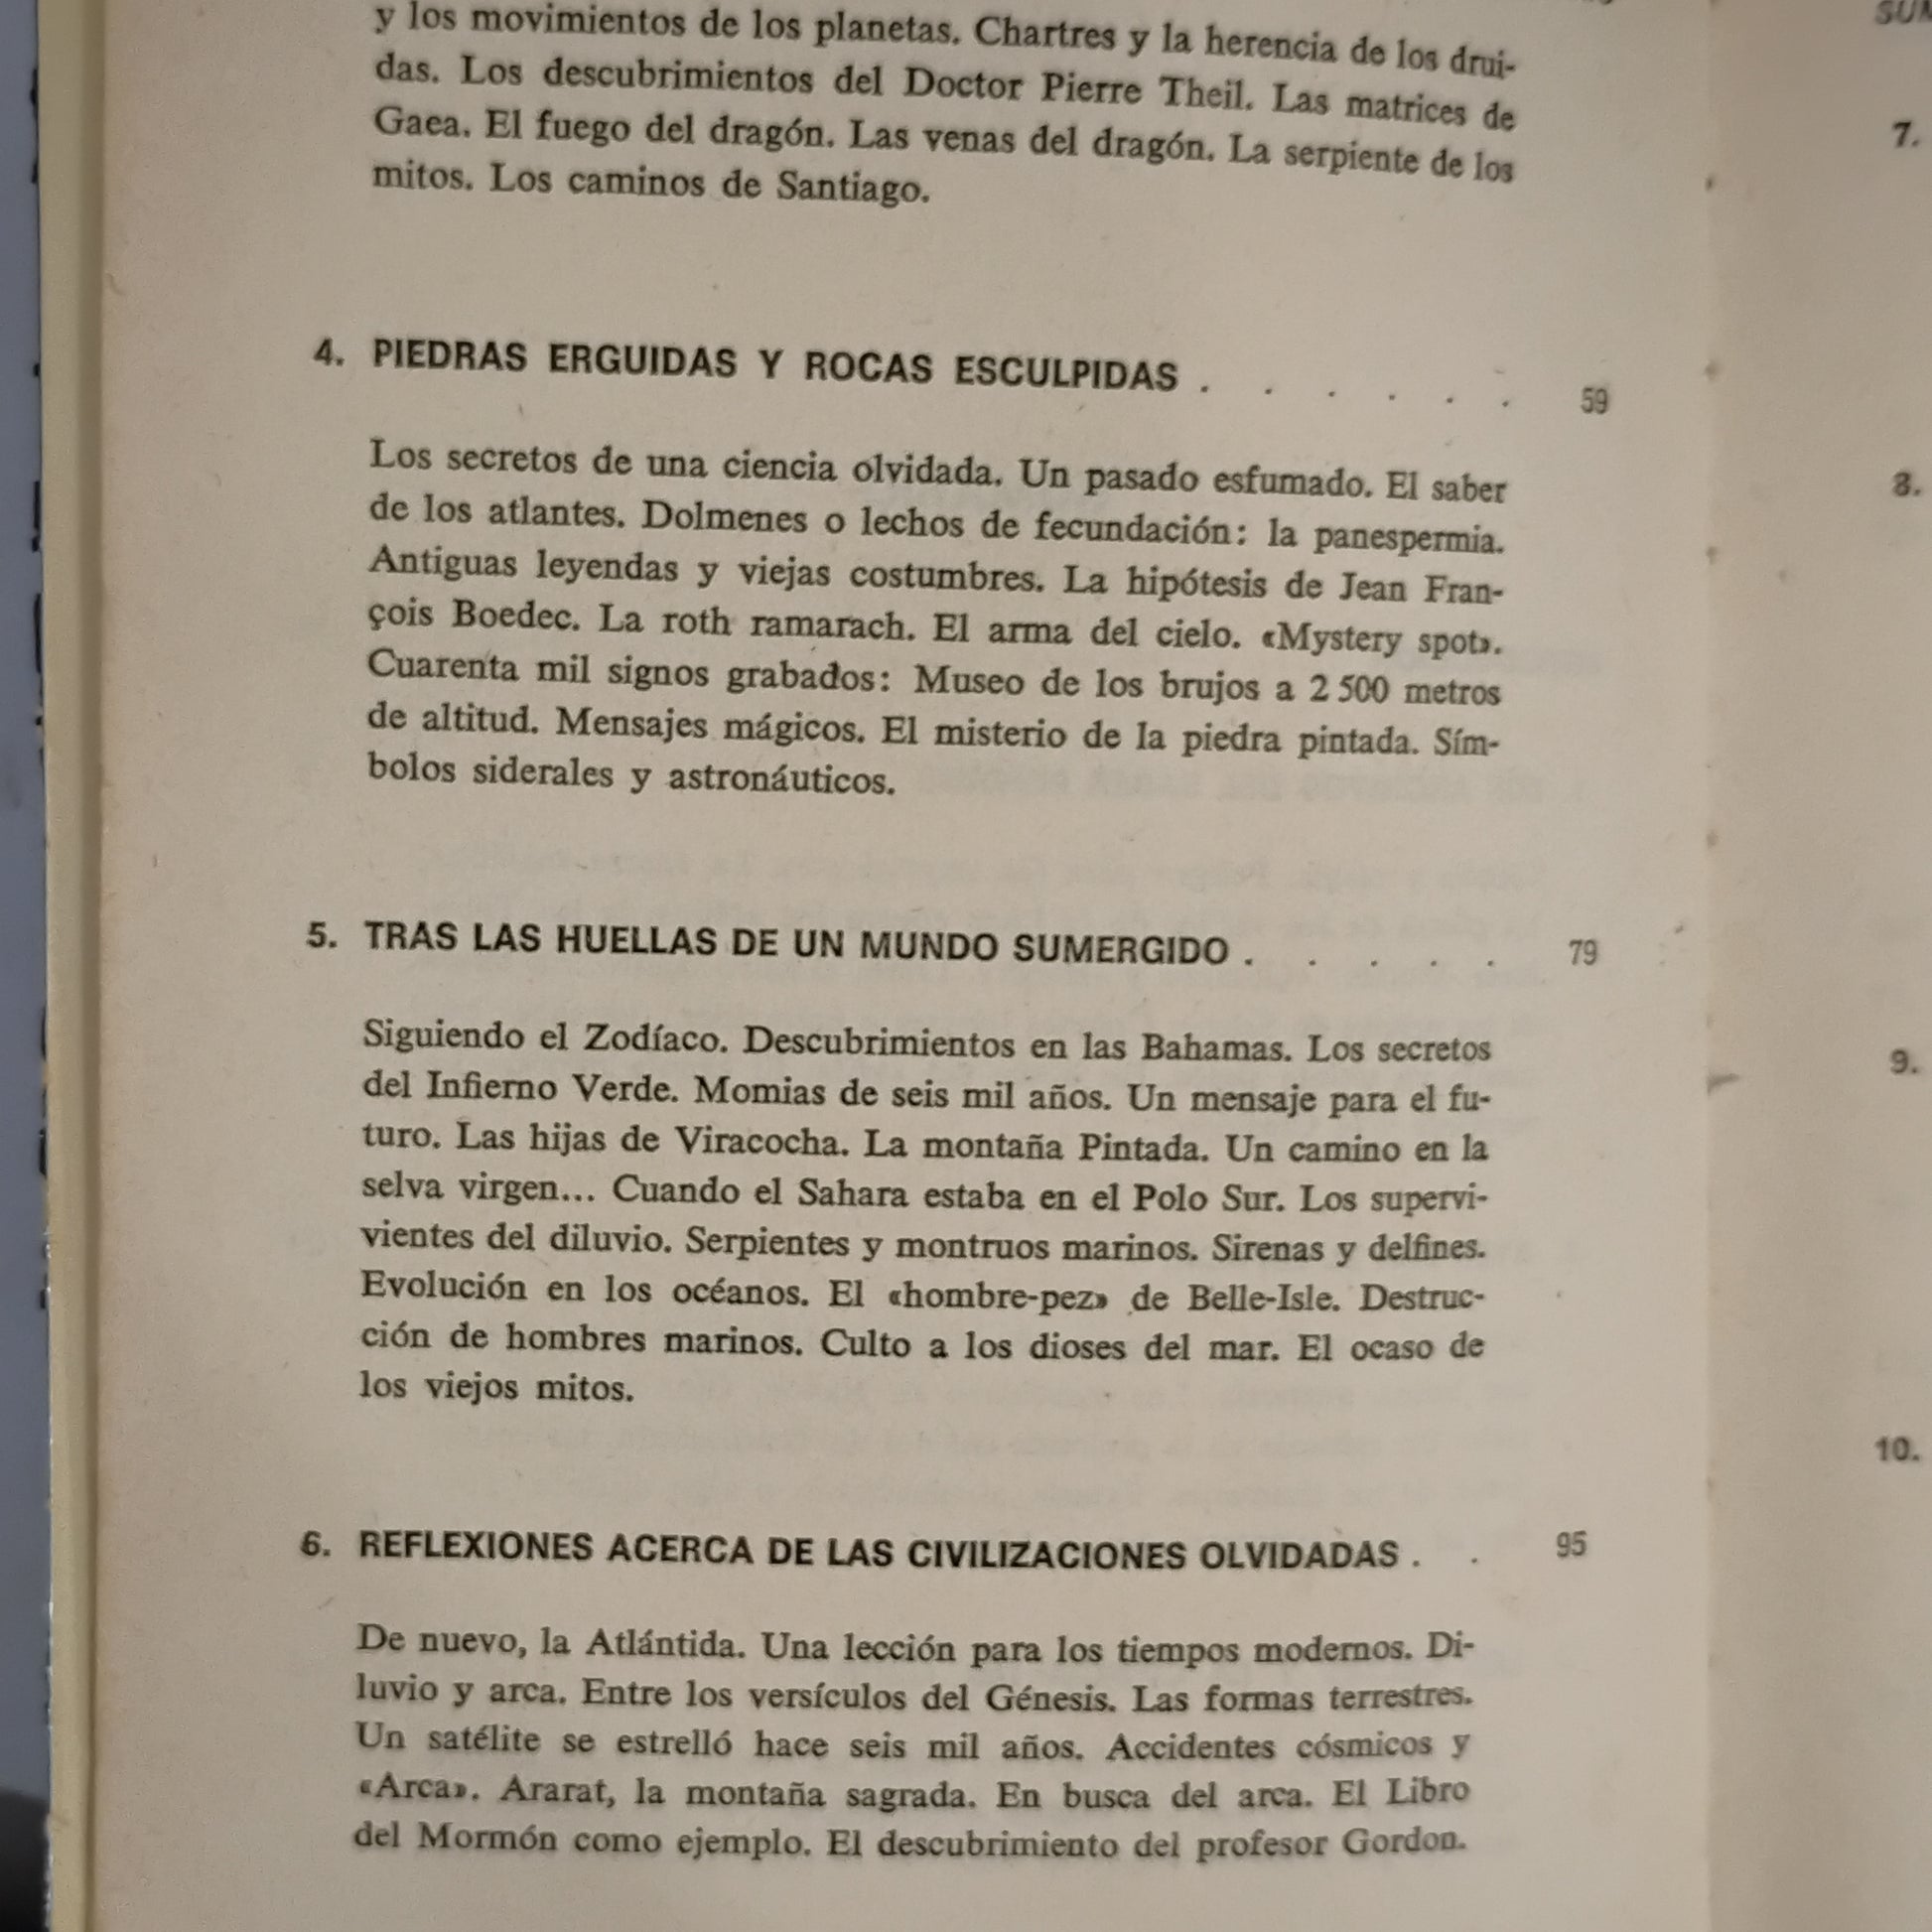 y los movimientos de los planetas. Chartres y la herencia de los drui-
das. Los descubrimientos del Doctor Pierre Theil. Las matrices de
Gaea. El fuego del dragón. Las venas del dragón. La serpiente de los
mitos. Los caminos de Santiago.
4. PIEDRAS ERGUIDAS Y ROCAS ESCULPIDAS . . . . . . 59
Los secretos de una ciencia olvidada. Un pasado esfumado. El saber
de los atlantes. Dolmenes o lechos de fecundación: la panespermia.
Antiguas leyendas y viejas costumbres. La hipótesis de Jean Fran-
çois Boedec. La roth ramarach. El arma del cielo. «Mystery spot».
Cuarenta mil signos grabados: Museo de los brujos a 2 500 metros
de altitud. Mensajes mágicos. El misterio de la piedra pintada. Sím-
bolos siderales y astronáuticos.
5. TRAS LAS HUELLAS DE UN MUNDO SUMERGIDO . . . . . 79
Siguiendo el Zodíaco. Descubrimientos en las Bahamas. Los secretos
del Infierno Verde. Momias de seis mil años. Un mensaje para el fu-
turo. Las hijas de Viracocha. La montaña Pintada. Un camino en la
selva virgen... Cuando el Sahara estaba en el Polo Sur. Los supervi-
vientes del diluvio. Serpientes y montruos marinos. Sirenas y delfines.
Evolución en los océanos. El «hombre-pez» de Belle-Isle. Destruc-
ción de hombres marinos. Culto a los dioses del mar. El ocaso de
los viejos mitos.
6. REFLEXIONES ACERCA DE LAS CIVILIZACIONES OLVIDADAS . . 95
De nuevo, la Atlántida. Una lección para los tiempos modernos. Di-
luvio y arca. Entre los versículos del Génesis. Las formas terrestres.
Un satélite se estrelló hace seis mil años. Accidentes cósmicos y
«Arca». Ararat, la montaña sagrada. En busca del arca. El Libro
del Mormón como ejemplo. El descubrimiento del profesor Gordon.
7.
8.
9.
10.